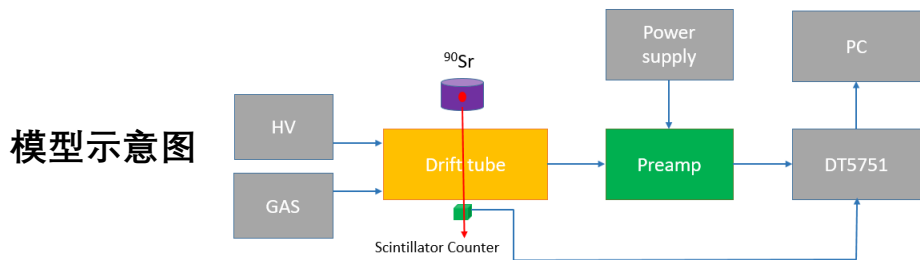 模型示意图
⁹⁰Sr
Power
supply
PC
HV
GAS
Drift tube
Preamp
DT5751
Scintillator Counter